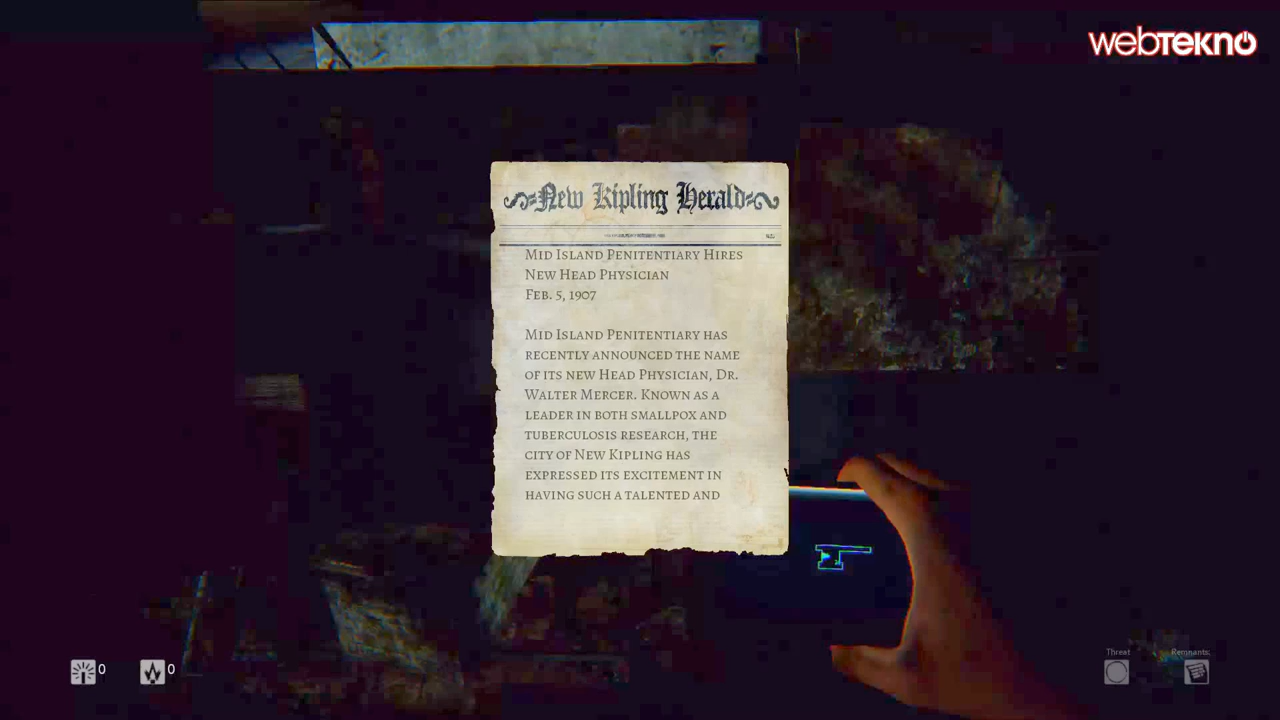 webtekno
New Kipling Herald
Mid Island Penitentiary Hires
New Head Physician
Feb. 5, 1907
Mid Island Penitentiary has
recently announced the name
of its new Head Physician, Dr.
Walter Mercer. Known as a
leader in both smallpox and
tuberculosis research, the
city of New Kipling has
expressed its excitement in
having such a talented and
0 0
Threat Remnants: